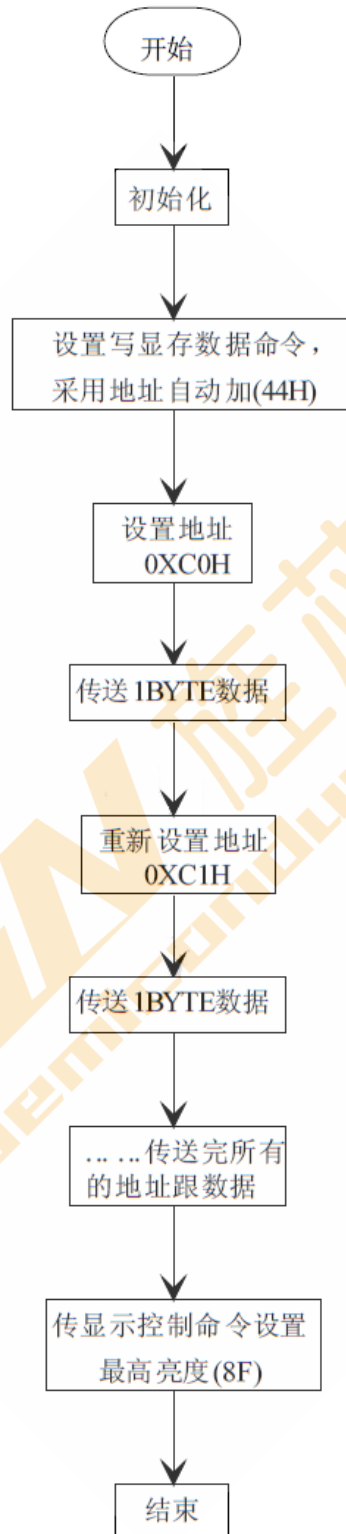 开始
初始化
设置写显存数据命令，
采用地址自动加(44H)
设置地址
0XC0H
传送1BYTE数据
重新设置地址
0XC1H
传送1BYTE数据
……传送完所有
的地址跟数据
传显示控制命令设置
最高亮度(8F)
结束